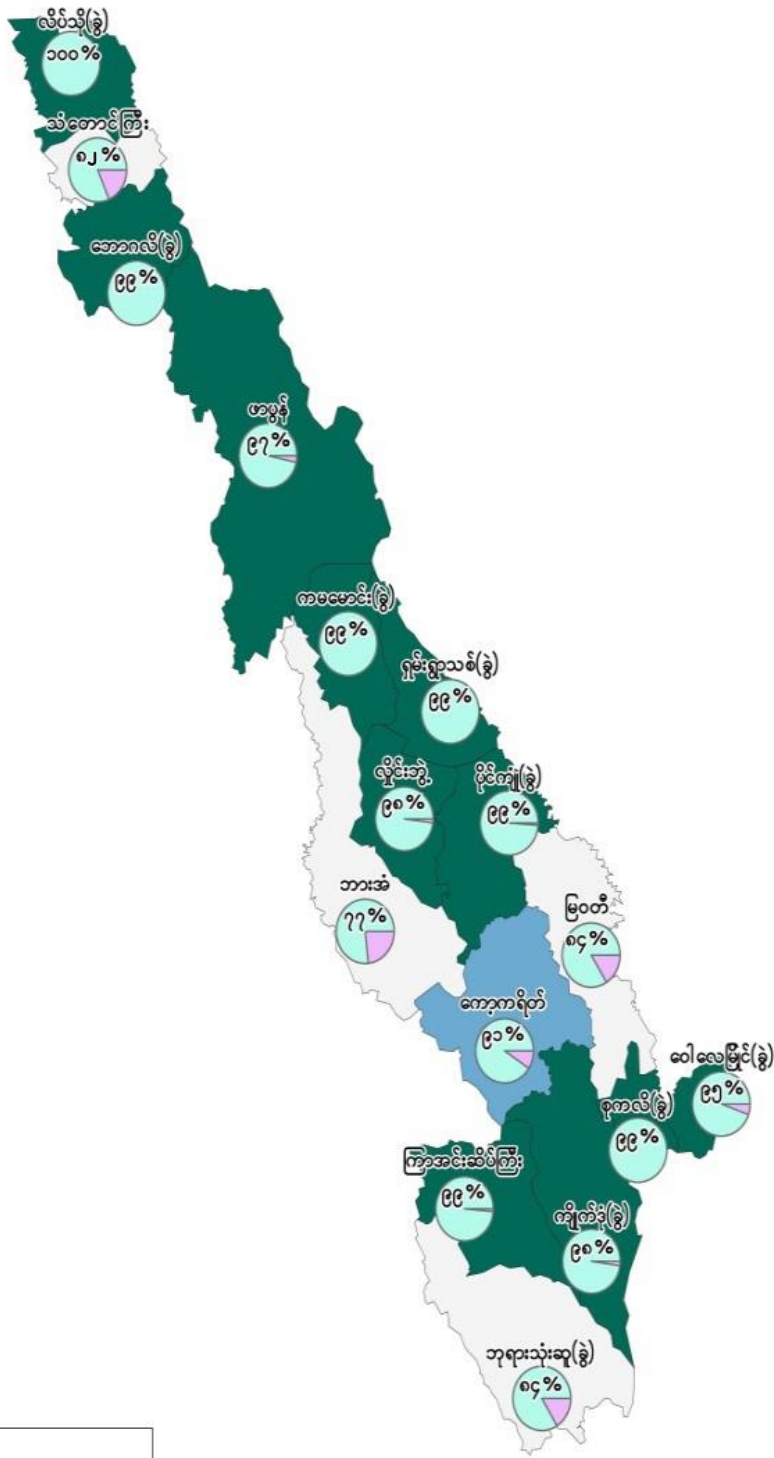 လိပ်သို(ခွဲ)
၁၀၀%
သံတောင်ကြီး
၈၂%
ဘောဂလိ(ခွဲ)
၉၉%
ဖာပွန်
၉၇%
ကမမောင်း(ခွဲ)
၉၉%
ရှမ်းရွာသစ်(ခွဲ)
၉၉%
လှိုင်းဘွဲ့
၉၈%
ပိုင်ကျုံ(ခွဲ)
၉၉%
ဘားအံ
၇၇%
မြဝတီ
၈၄%
ကော့ကရိတ်
၉၁%
ဝေါလေမြိုင်(ခွဲ)
၉၅%
စုကလိ(ခွဲ)
၉၉%
ကြာအင်းဆိပ်ကြီး
၉၉%
ကျိုက်ဒုံ(ခွဲ)
၉၈%
ဘုရားသုံးဆူ(ခွဲ)
၈၄%